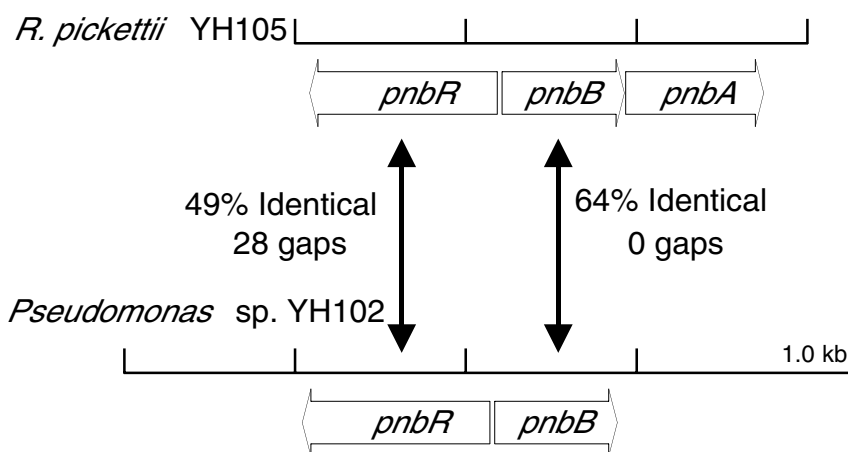 R. pickettii YH105
pnbR pnbB pnbA
49% Identical
28 gaps
64% Identical
0 gaps
Pseudomonas sp. YH102
1.0 kb
pnbR pnbB